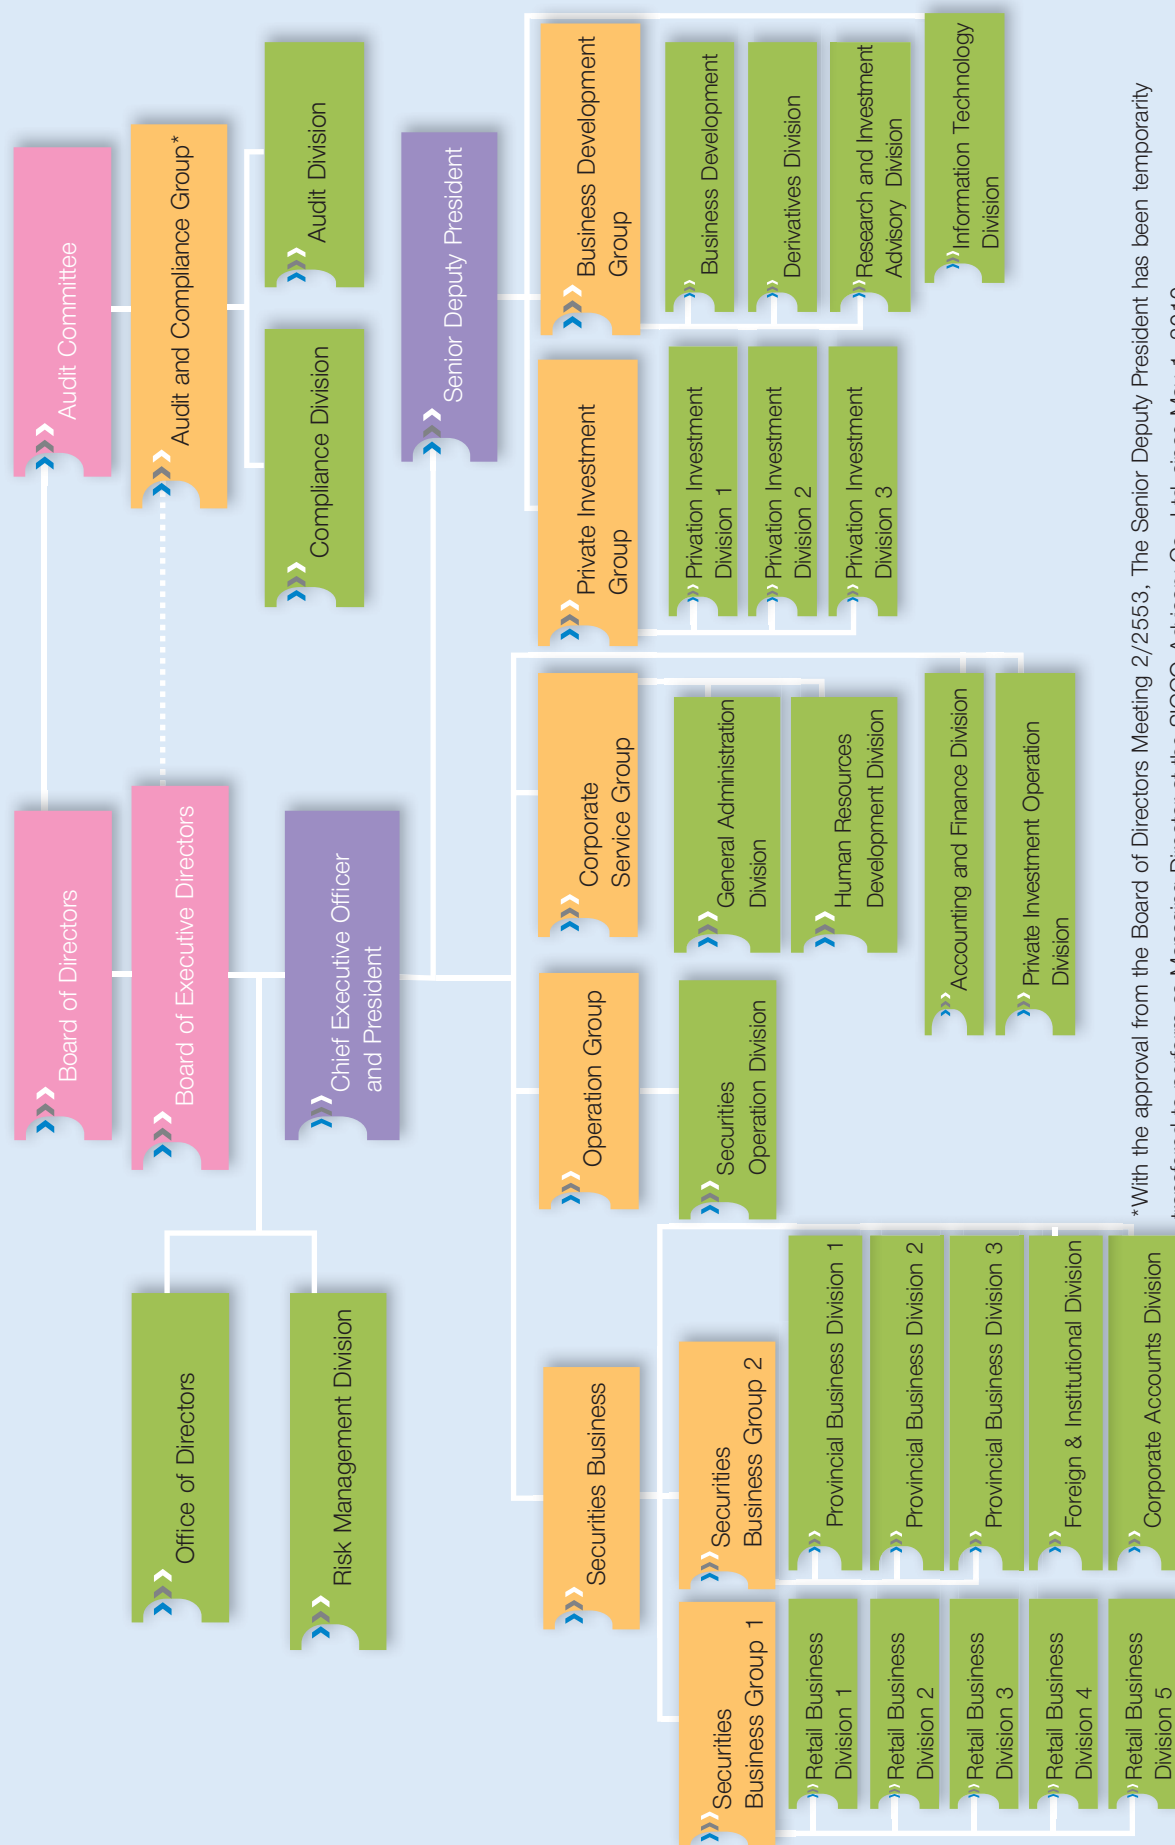 Audit Committee
Board of Directors
Audit and Compliance Group*
Board of Executive Directors
Office of Directors
Compliance Division
Audit Division
Chief Executive Officer
and President
Risk Management Division
Senior Deputy President
Securities Business
Operation Group
Corporate
Service Group
Private Investment
Group
Business Development
Group
Securities
Business Group 1
Securities
Business Group 2
Securities
Operation Division
General Administration
Division
Human Resources
Development Division
Accounting and Finance Division
Private Investment Operation
Division
Privation Investment
Division 1
Privation Investment
Division 2
Privation Investment
Division 3
Business Development
Derivatives Division
Research and Investment
Advisory Division
Information Technology
Division
Retail Business
Division 1
Retail Business
Division 2
Retail Business
Division 3
Retail Business
Division 4
Retail Business
Division 5
Provincial Business Division 1
Provincial Business Division 2
Provincial Business Division 3
Foreign & Institutional Division
Corporate Accounts Division
*With the approval from the Board of Directors Meeting 2/2553, The Senior Deputy President has been temporarity